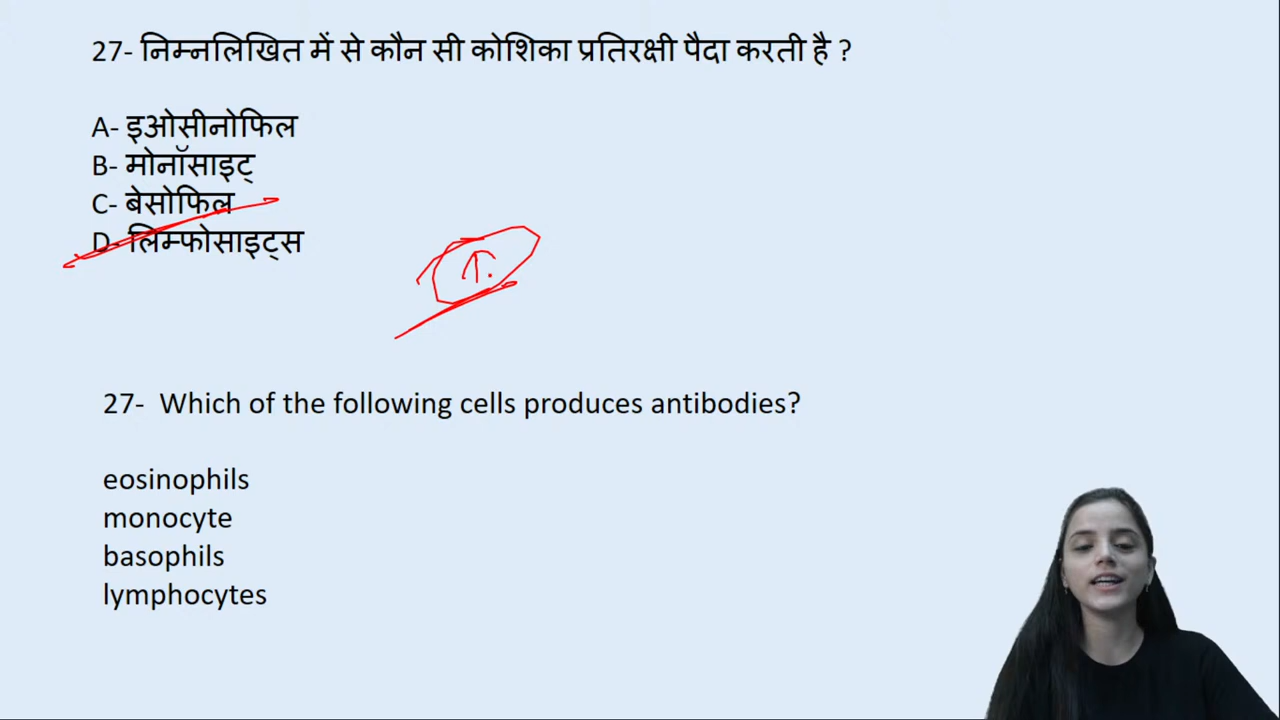 27- निम्नलिखित में से कौन सी कोशिका प्रतिरक्षी पैदा करती है ?
A- इओसीनोफिल
B- मोनॉसाइट्
C- बेसोफिल
D- लिम्फोसाइट्स
27- Which of the following cells produces antibodies?
eosinophils
monocyte
basophils
lymphocytes